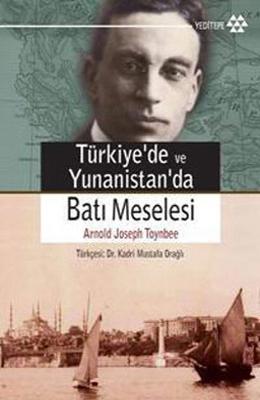 YEDİTEPE
Türkiye'de ve
Yunanistan'da
Batı Meselesi
Arnold Joseph Toynbee
Türkçesi: Dr. Kadri Mustafa Orağlı